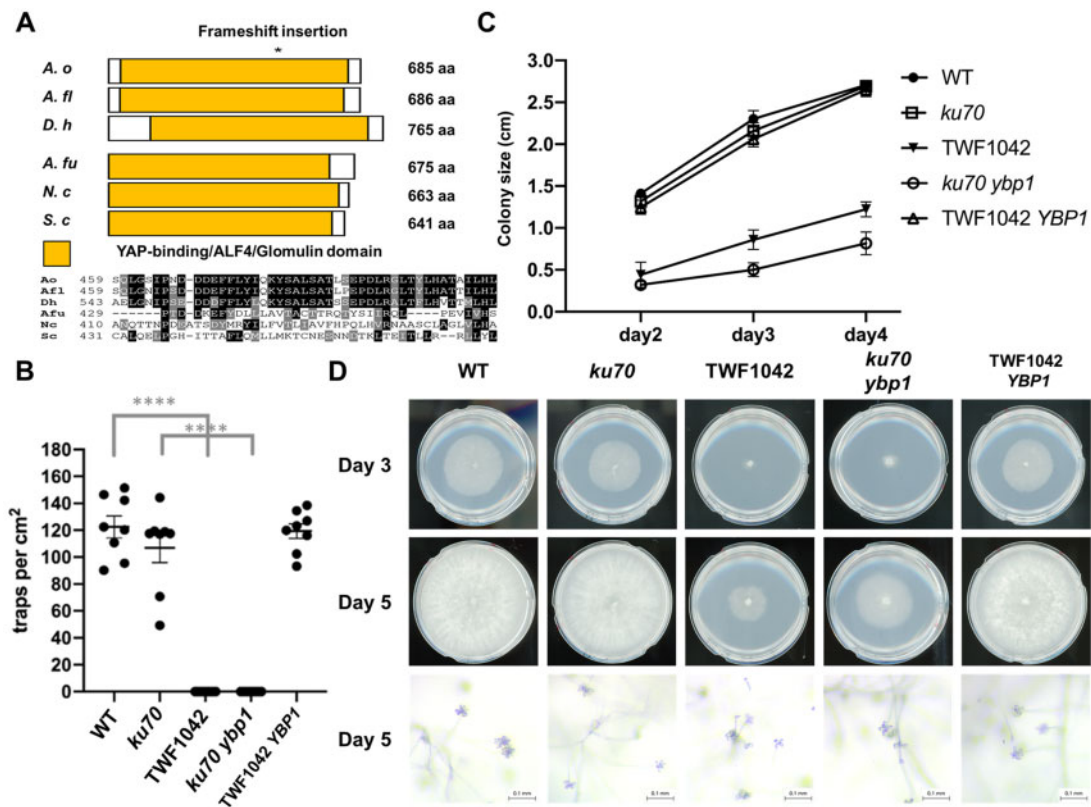 A
Frameshift insertion
*
A. o 685 aa
A. fl 686 aa
D. h 765 aa
A. fu 675 aa
N. c 663 aa
S. c 641 aa
YAP-binding/ALF4/Glomulin domain
Ao 459
Afl 459
Dh 543
Afu 429
Nc 410
Sc 431
B
****
****
traps per cm2
180
160
140
120
100
80
60
40
20
0
WT
ku70
TWF1042
ku70 ybp1
TWF1042 YBP1
C
Colony size (cm)
3.0
2.5
2.0
1.5
1.0
0.5
0.0
day2
day3
day4
WT
ku70
TWF1042
ku70 ybp1
TWF1042 YBP1
D
WT
ku70
TWF1042
ku70
ybp1
TWF1042
YBP1
Day 3
Day 5
Day 5
0.1 mm
0.1 mm
0.1 mm
0.1 mm
0.1 mm